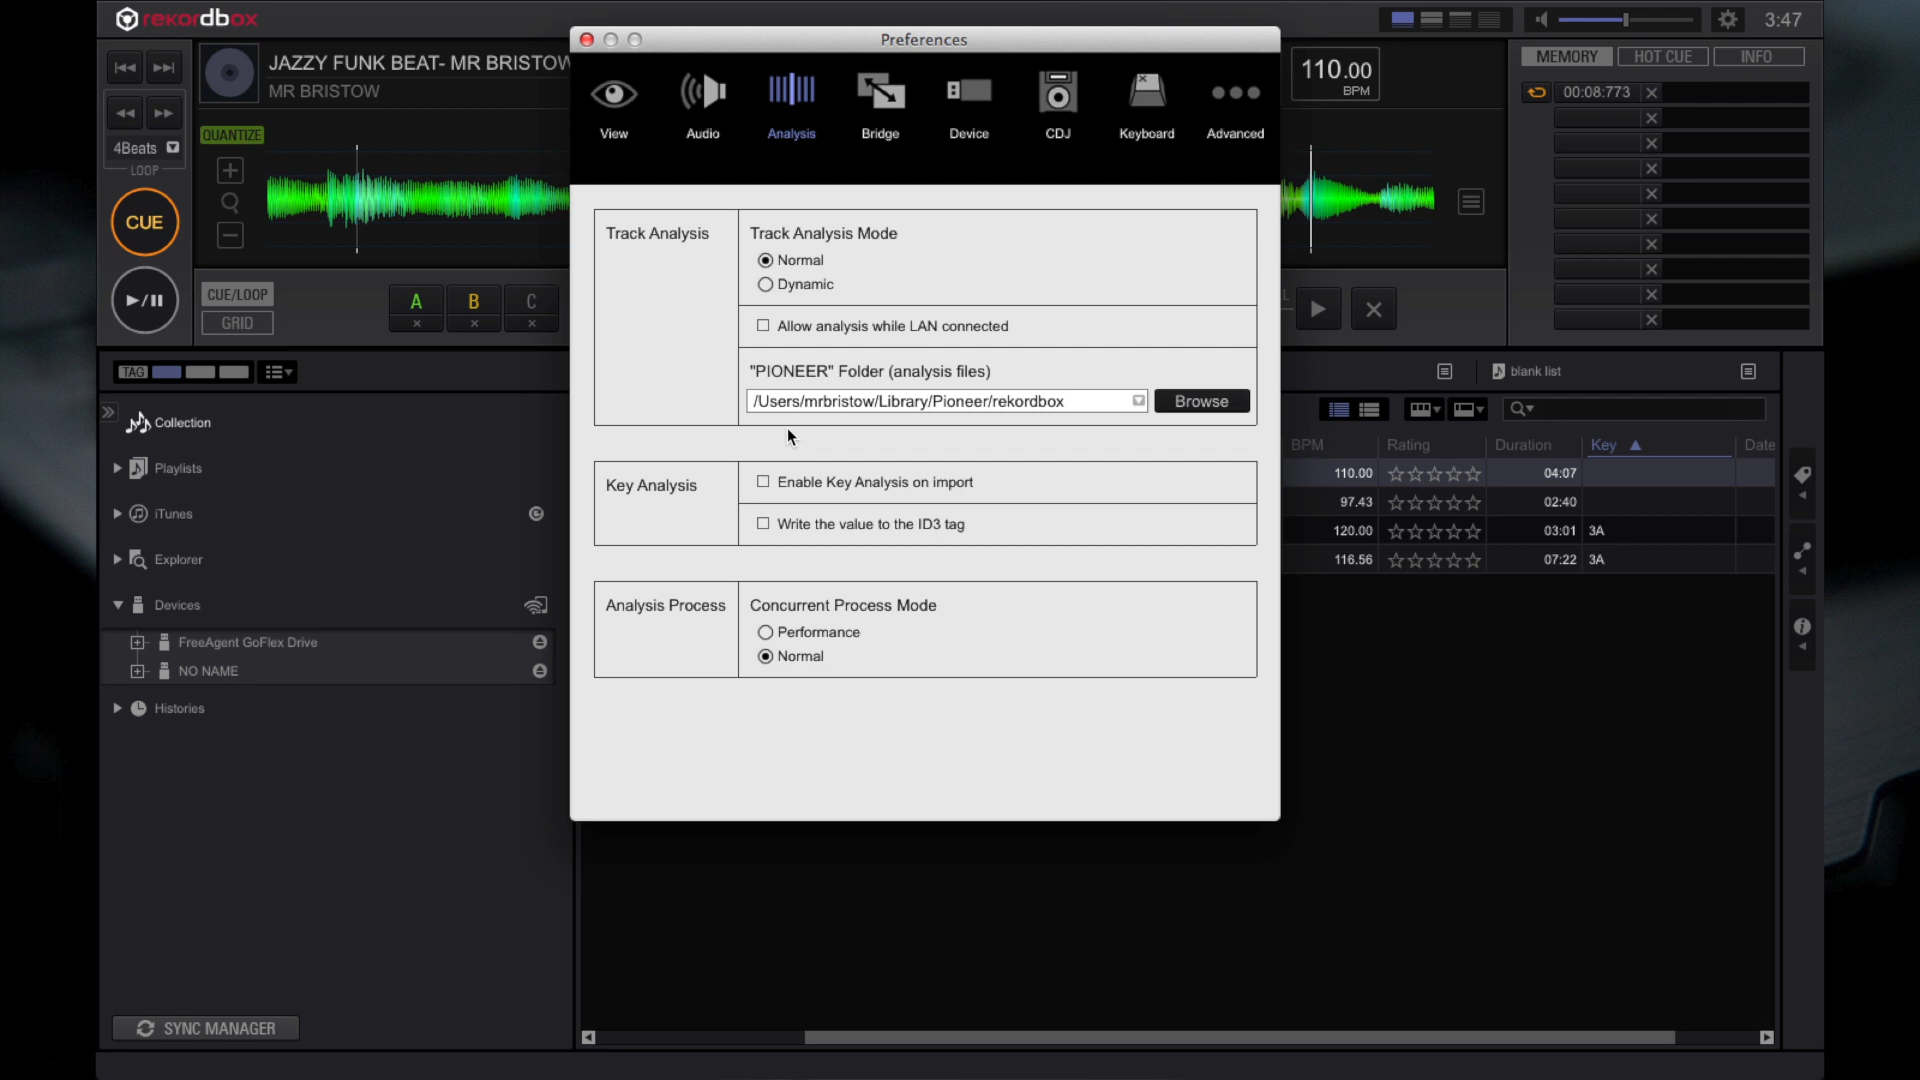 rekordbox
3:47
Preferences
JAZZY FUNK BEAT- MR BRISTOW
MR BRISTOW
110.00
BPM
MEMORY
HOT CUE
INFO
00:08:773
View
Audio
Analysis
Bridge
Device
CDJ
Keyboard
Advanced
QUANTIZE
4Beats
LOOP
CUE
CUE/LOOP
GRID
A
B
C
Track Analysis
Track Analysis Mode
Normal
Dynamic
Allow analysis while LAN connected
"PIONEER" Folder (analysis files)
/Users/mrbristow/Library/Pioneer/rekordbox
Browse
Key Analysis
Enable Key Analysis on import
Write the value to the ID3 tag
Analysis Process
Concurrent Process Mode
Performance
Normal
TAG
Collection
Playlists
iTunes
Explorer
Devices
FreeAgent GoFlex Drive
NO NAME
Histories
SYNC MANAGER
blank list
BPM Rating Duration Key Date
110.00 04:07
97.43 02:40
120.00 03:01 3A
116.56 07:22 3A